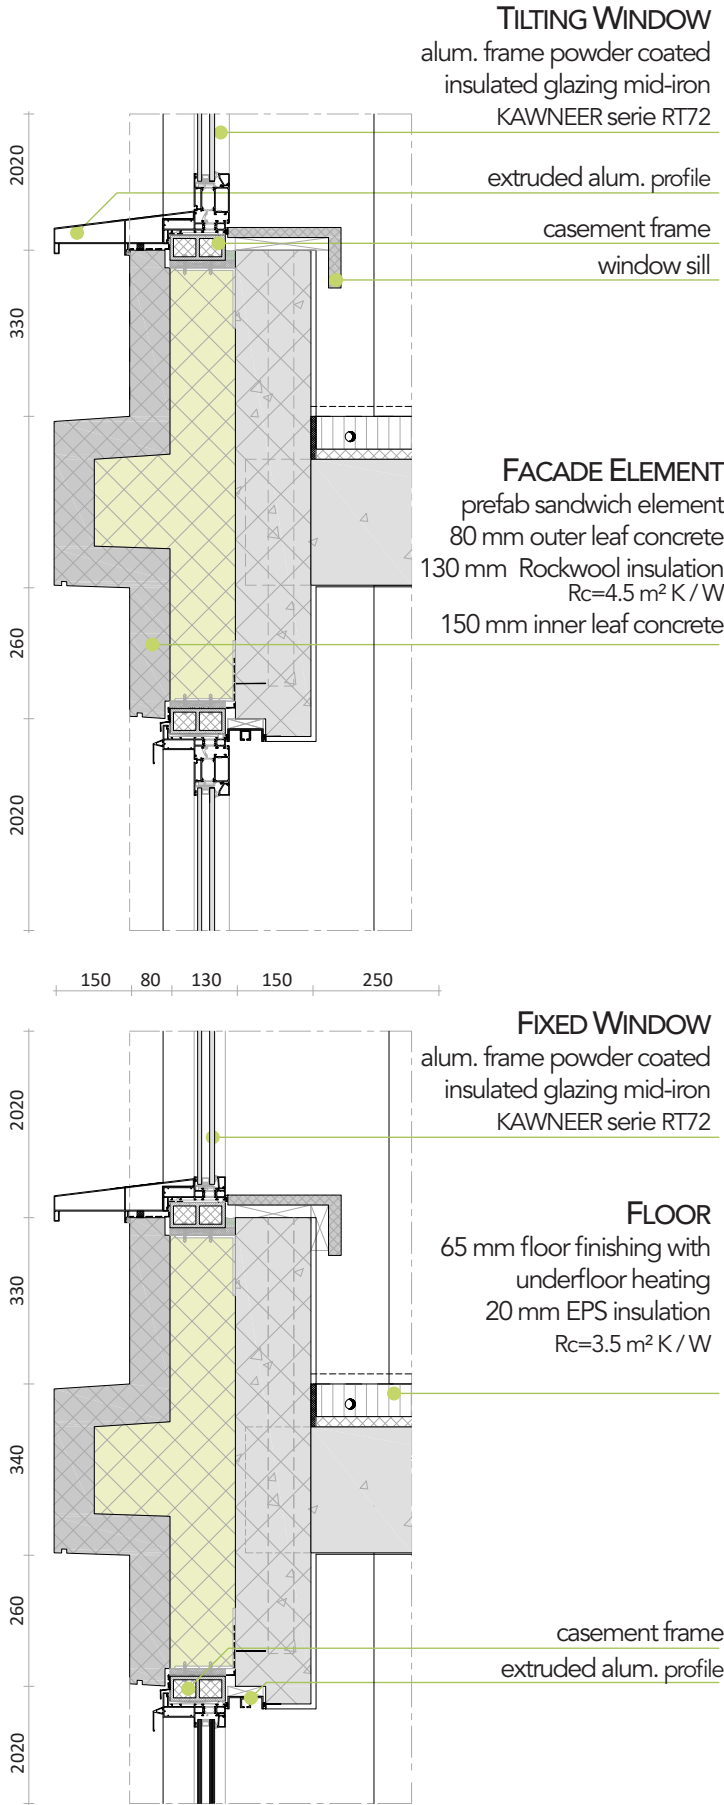 TILTING WINDOW
alum. frame powder coated
insulated glazing mid-iron
KAWNEER serie RT72
2020
extruded alum. profile
casement frame
window sill
330
FACADE ELEMENT
prefab sandwich element
80 mm outer leaf concrete
130 mm Rockwool insulation
Rc=4.5 m² K / W
150 mm inner leaf concrete
260
2020
150 80 130 150 250
FIXED WINDOW
alum. frame powder coated
insulated glazing mid-iron
KAWNEER serie RT72
2020
FLOOR
65 mm floor finishing with
underfloor heating
20 mm EPS insulation
Rc=3.5 m² K / W
330
340
260
casement frame
extruded alum. profile
2020